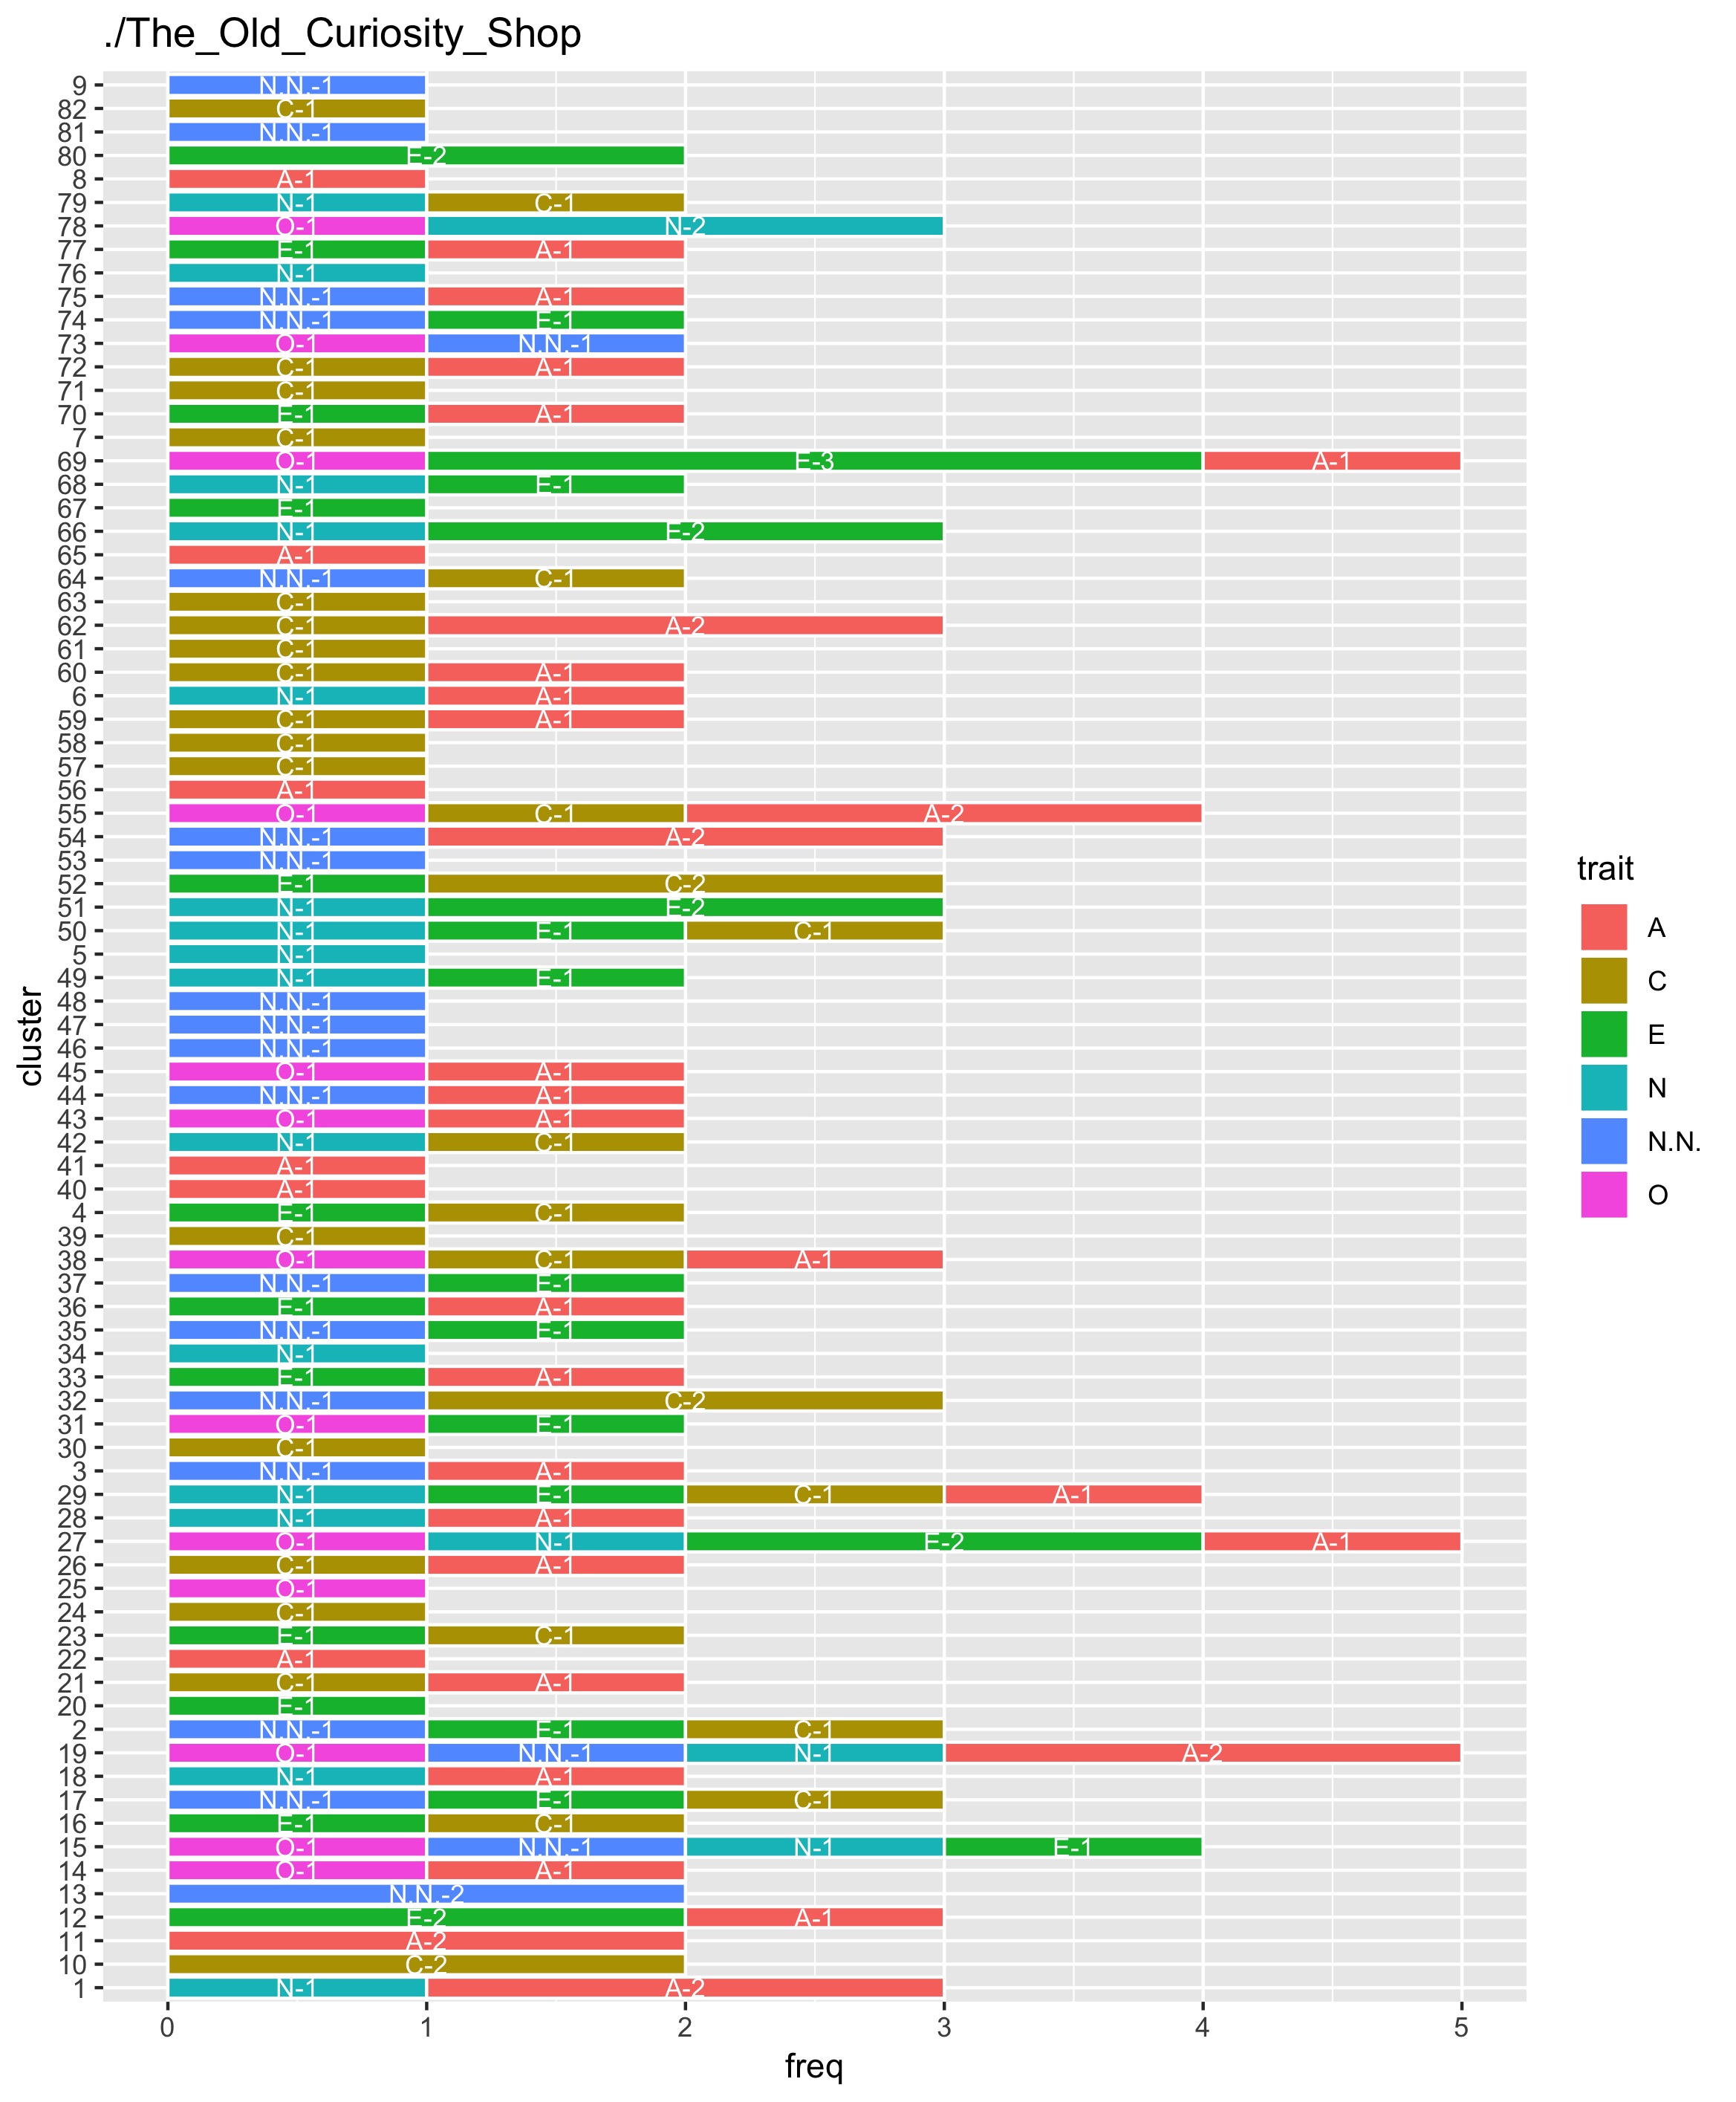 ./The_Old_Curiosity_Shop
9 N.N.-1
82 C-1
81 N.N.-1
80 E-2
8 A-1
79 N-1 C-1
78 O-1 N-2
77 E-1 A-1
76 N-1
75 N.N.-1 A-1
74 N.N.-1 E-1
73 O-1 N.N.-1
72 C-1 A-1
71 C-1
70 E-1 A-1
7 C-1
69 O-1 E-3 A-1
68 N-1 E-1
67 E-1
66 N-1 E-2
65 A-1
64 N.N.-1 C-1
63 C-1
62 C-1 A-2
61 C-1
60 C-1 A-1
6 N-1 A-1
59 C-1 A-1
58 C-1
57 C-1
56 A-1
55 O-1 C-1 A-2
54 N.N.-1 A-2
53 N.N.-1
52 E-1 C-2
51 N-1 E-2
50 N-1 E-1 C-1
5 N-1
49 N-1 E-1
48 N.N.-1
47 N.N.-1
46 N.N.-1
45 O-1 A-1
44 N.N.-1 A-1
43 O-1 A-1
42 N-1 C-1
41 A-1
40 A-1
4 E-1 C-1
39 C-1
38 O-1 C-1 A-1
37 N.N.-1 E-1
36 E-1 A-1
35 N.N.-1 E-1
34 N-1
33 E-1 A-1
32 N.N.-1 C-2
31 O-1 E-1
30 C-1
3 N.N.-1 A-1
29 N-1 E-1 C-1 A-1
28 N-1 A-1
27 O-1 N-1 E-2 A-1
26 C-1 A-1
25 O-1
24 C-1
23 E-1 C-1
22 A-1
21 C-1 A-1
20 E-1
2 N.N.-1 E-1 C-1
19 O-1 N.N.-1 N-1 A-2
18 N-1 A-1
17 N.N.-1 E-1 C-1
16 E-1 C-1
15 O-1 N.N.-1 N-1 E-1
14 O-1 A-1
13 N.N.-2
12 E-2 A-1
11 A-2
10 C-2
1 N-1 A-2
0 1 2 3 4 5
freq
cluster
trait
A
C
E
N
N.N.
O